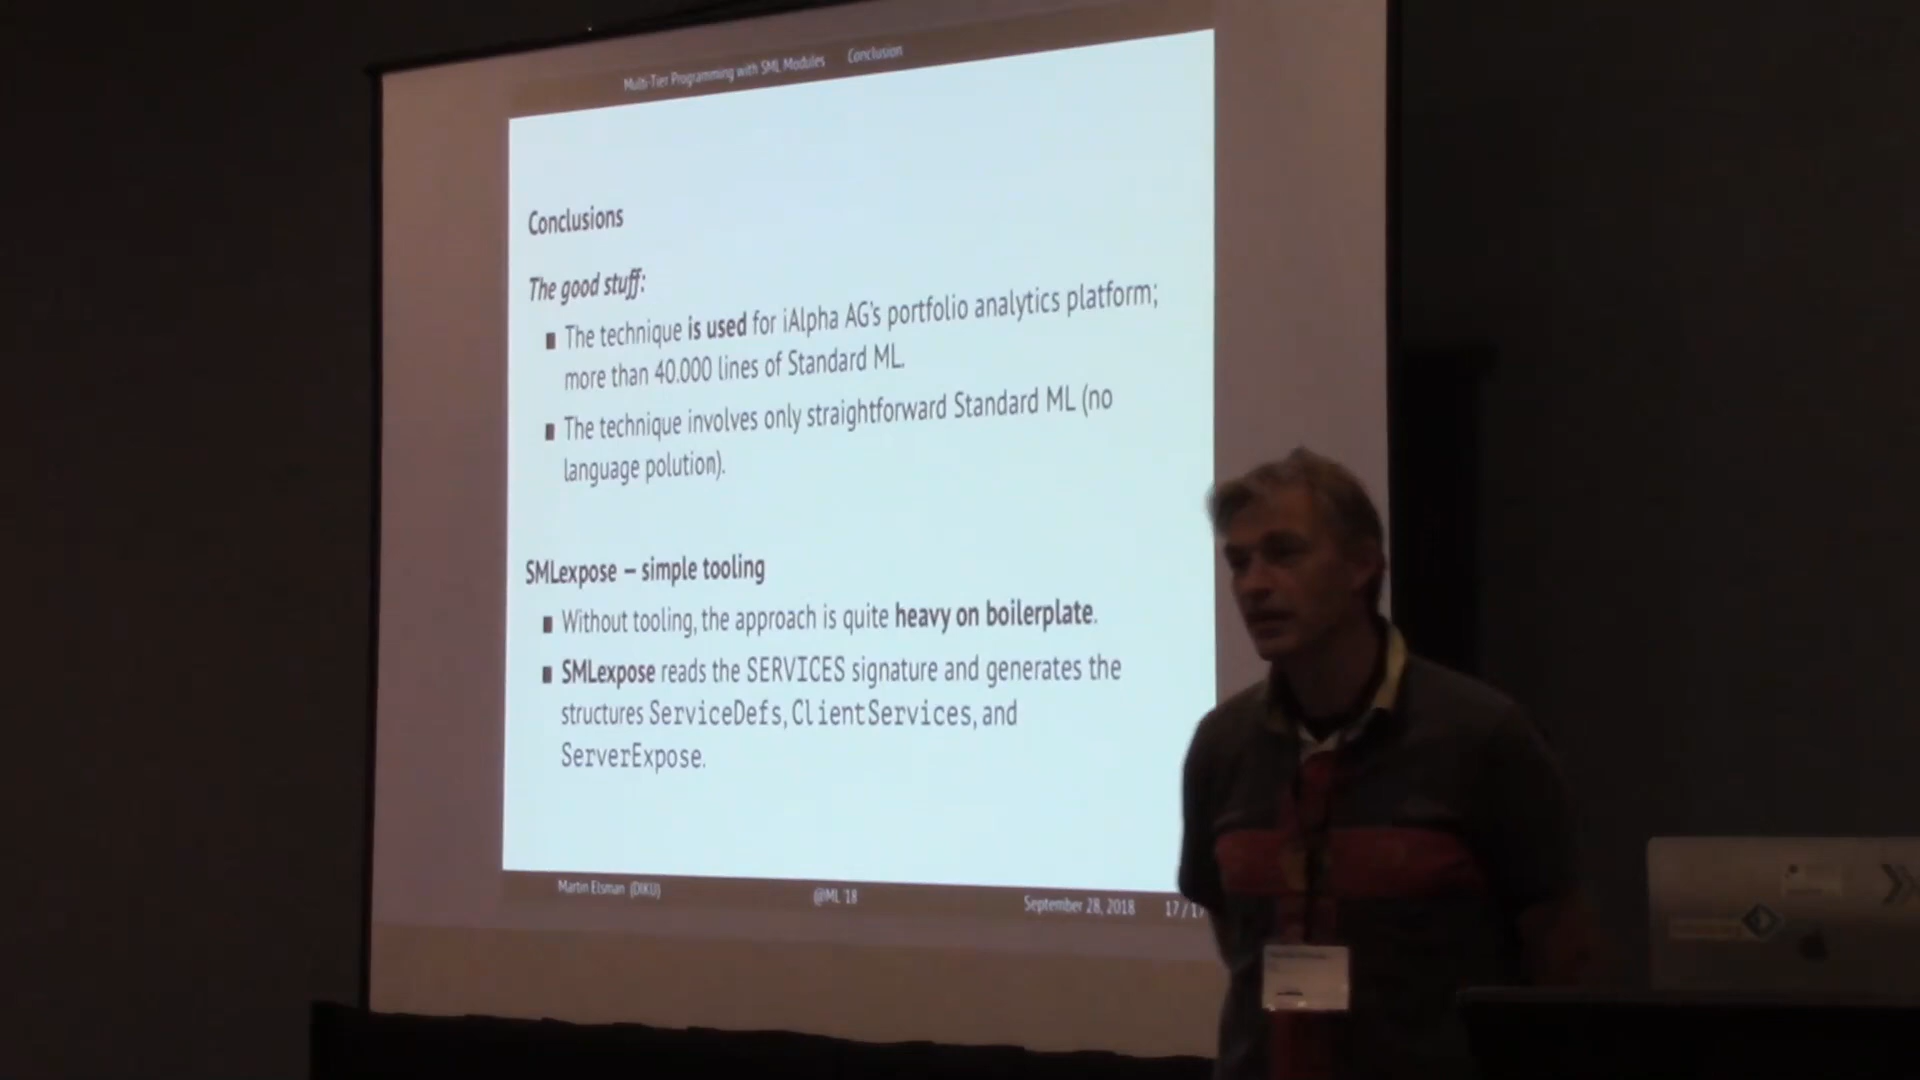 Multi-Tier Programming with SML Modules Conclusion
Conclusions
The good stuff:
The technique is used for iAlpha AG's portfolio analytics platform;
more than 40.000 lines of Standard ML.
The technique involves only straightforward Standard ML (no
language polution).
SMLexpose – simple tooling
Without tooling, the approach is quite heavy on boilerplate.
SMLexpose reads the SERVICES signature and generates the
structures ServiceDefs, ClientServices, and
ServerExpose.
Martin Elsman (DIKU) @ML '18 September 28, 2018 17 /